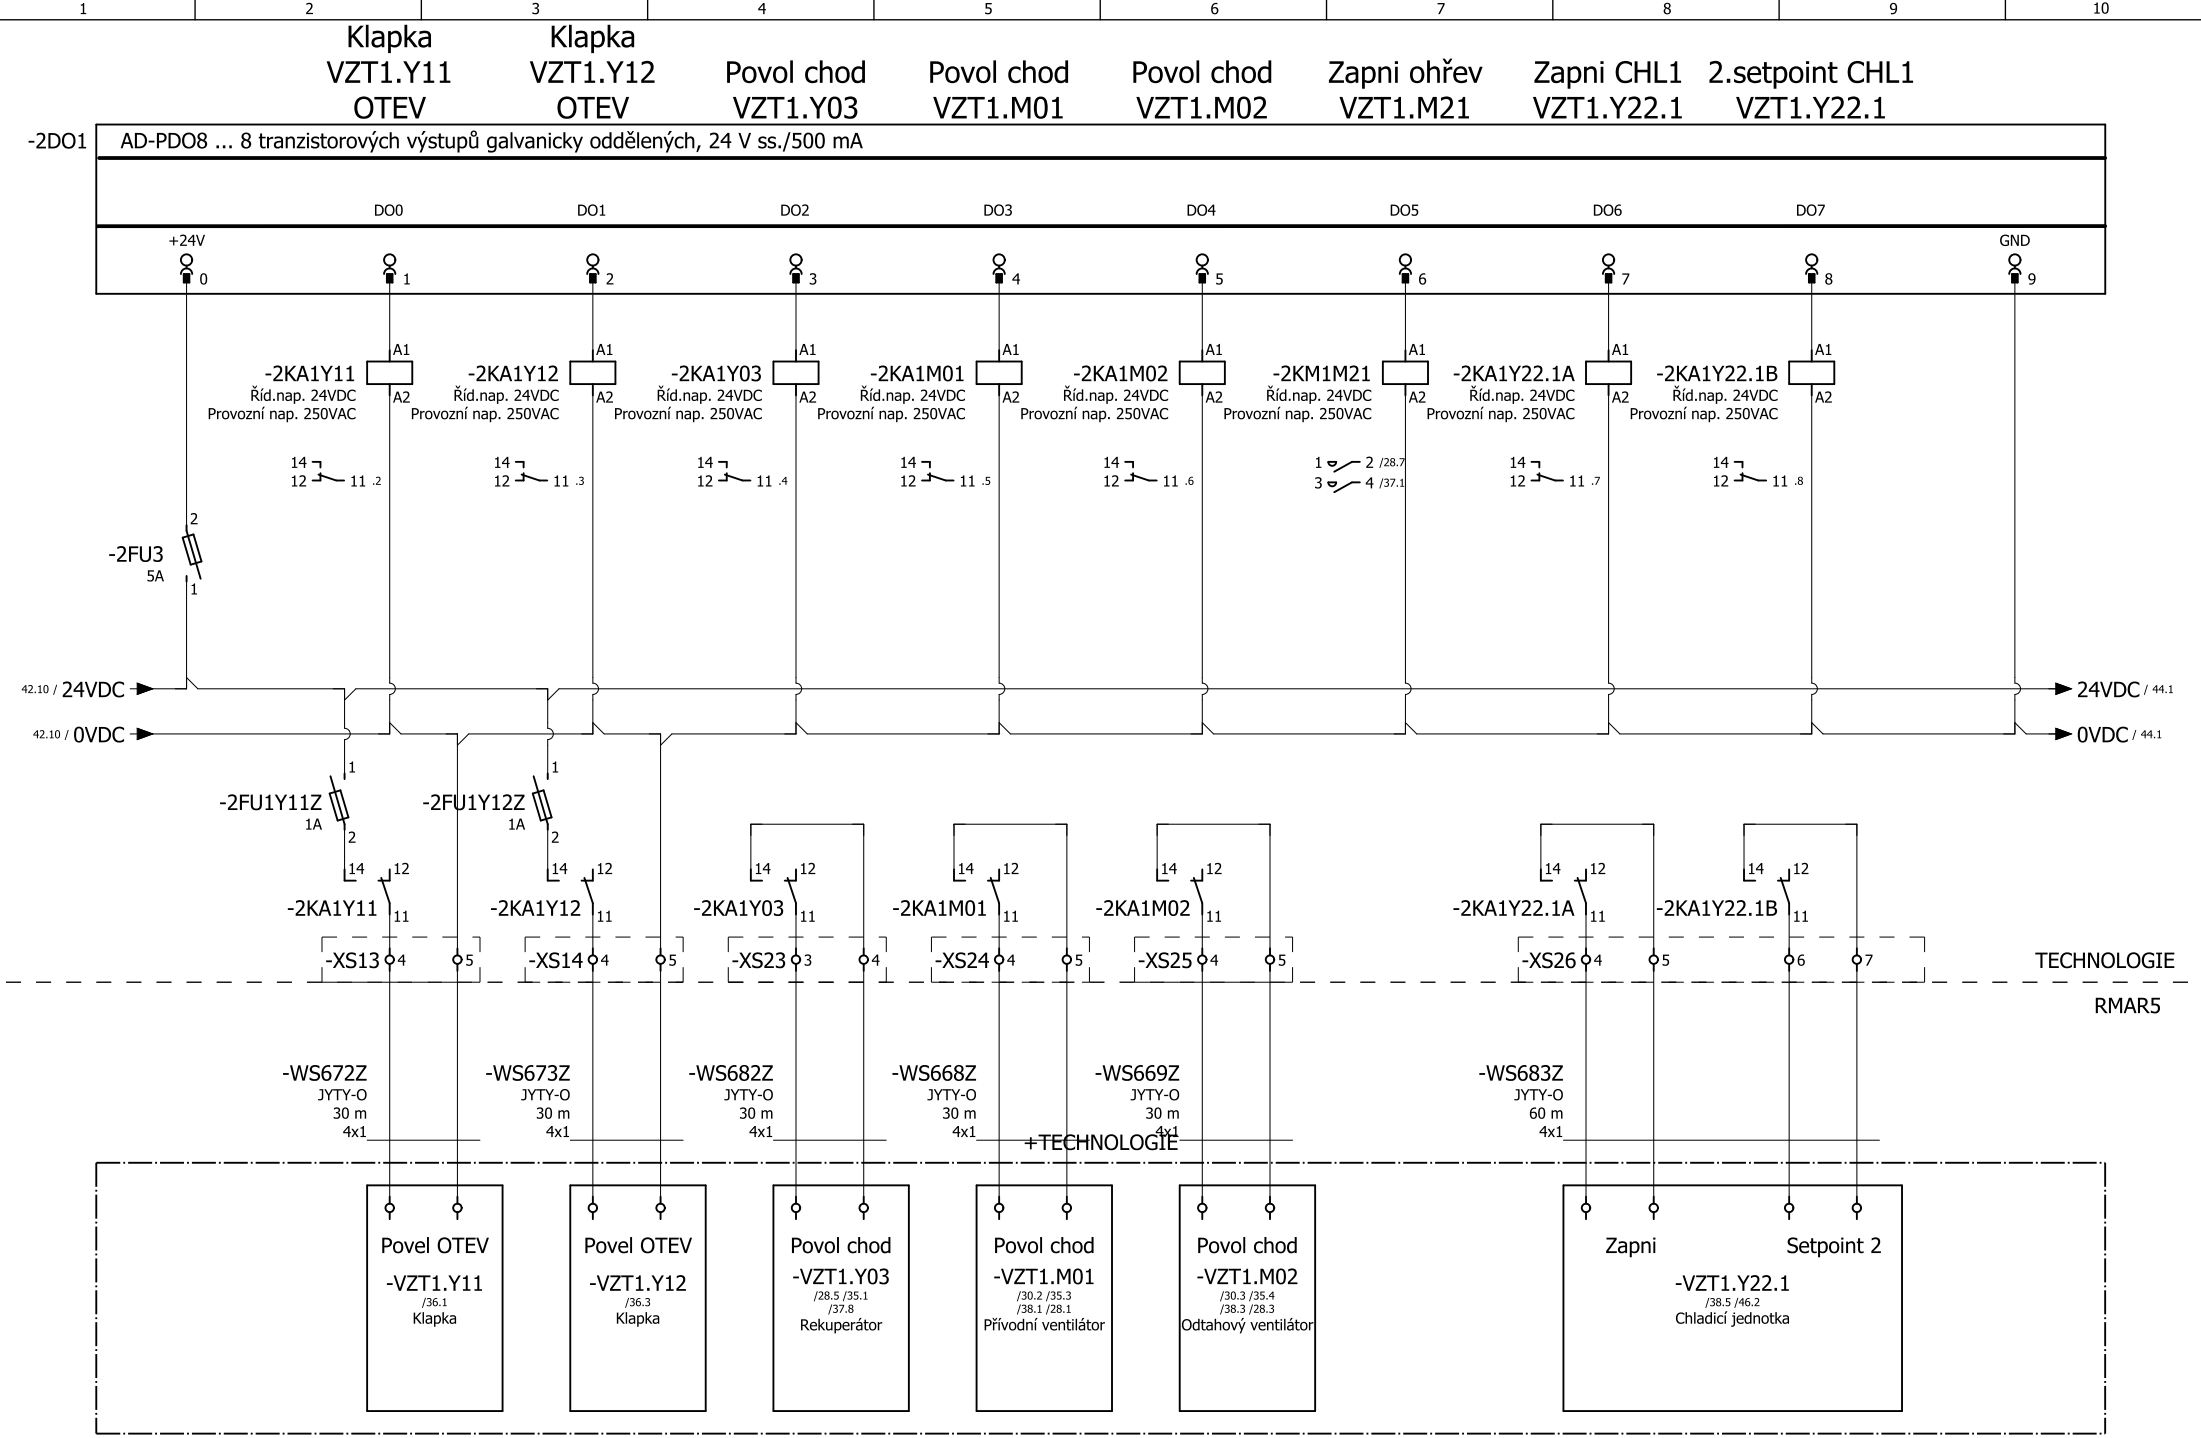 1 2 3 4 5 6 7 8 9 10
Klapka Klapka
VZT1.Y11 VZT1.Y12 Povol chod Povol chod Povol chod Zapni ohřev Zapni CHL1 2.setpoint CHL1
OTEV OTEV VZT1.Y03 VZT1.M01 VZT1.M02 VZT1.M21 VZT1.Y22.1 VZT1.Y22.1
-2DO1 AD-PDO8 ... 8 tranzistorových výstupů galvanicky oddělených, 24 V ss./500 mA
DO0 DO1 DO2 DO3 DO4 DO5 DO6 DO7
+24V GND
0 1 2 3 4 5 6 7 8 9
A1 A1 A1 A1 A1 A1 A1 A1
-2KA1Y11 -2KA1Y12 -2KA1Y03 -2KA1M01 -2KA1M02 -2KM1M21 -2KA1Y22.1A -2KA1Y22.1B
Říd.nap. 24VDC A2 Říd.nap. 24VDC A2 Říd.nap. 24VDC A2 Říd.nap. 24VDC A2 Říd.nap. 24VDC A2 Říd.nap. 24VDC A2 Říd.nap. 24VDC A2 Říd.nap. 24VDC A2
Provozní nap. 250VAC Provozní nap. 250VAC Provozní nap. 250VAC Provozní nap. 250VAC Provozní nap. 250VAC Provozní nap. 250VAC Provozní nap. 250VAC Provozní nap. 250VAC
14 14 14 14 14 1 2 /28.7 14 14
12 11 .2 12 11 .3 12 11 .4 12 11 .5 12 11 .6 3 4 /37.1 12 11 .7 12 11 .8
2
-2FU3
5A
1
42.10 / 24VDC 24VDC / 44.1
42.10 / 0VDC 0VDC / 44.1
1 1
-2FU1Y11Z -2FU1Y12Z
1A 1A
2 2
14 12 14 12 14 12 14 12 14 12 14 12 14 12
-2KA1Y11 -2KA1Y12 -2KA1Y03 -2KA1M01 -2KA1M02 -2KA1Y22.1A -2KA1Y22.1B
11 11 11 11 11 11 11
-XS13 4 5 -XS14 4 5 -XS23 3 4 -XS24 4 5 -XS25 4 5 -XS26 4 5 6 7 TECHNOLOGIE
RMAR5
-WS672Z -WS673Z -WS682Z -WS668Z -WS669Z -WS683Z
JYTY-O JYTY-O JYTY-O JYTY-O JYTY-O JYTY-O
30 m 30 m 30 m 30 m 30 m 60 m
4x1 4x1 4x1 4x1 4x1 4x1
+TECHNOLOGIE
Povel OTEV Povel OTEV Povol chod Povol chod Povol chod Zapni Setpoint 2
-VZT1.Y11 -VZT1.Y12 -VZT1.Y03 -VZT1.M01 -VZT1.M02 -VZT1.Y22.1
/36.1 /36.3 /28.5 /35.1 /30.2 /35.3 /30.3 /35.4 /38.5 /46.2
/37.8 /38.1 /28.1 /38.3 /28.3
Klapka Klapka Rekuperátor Přívodní ventilátor Odtahový ventilátor Chladicí jednotka